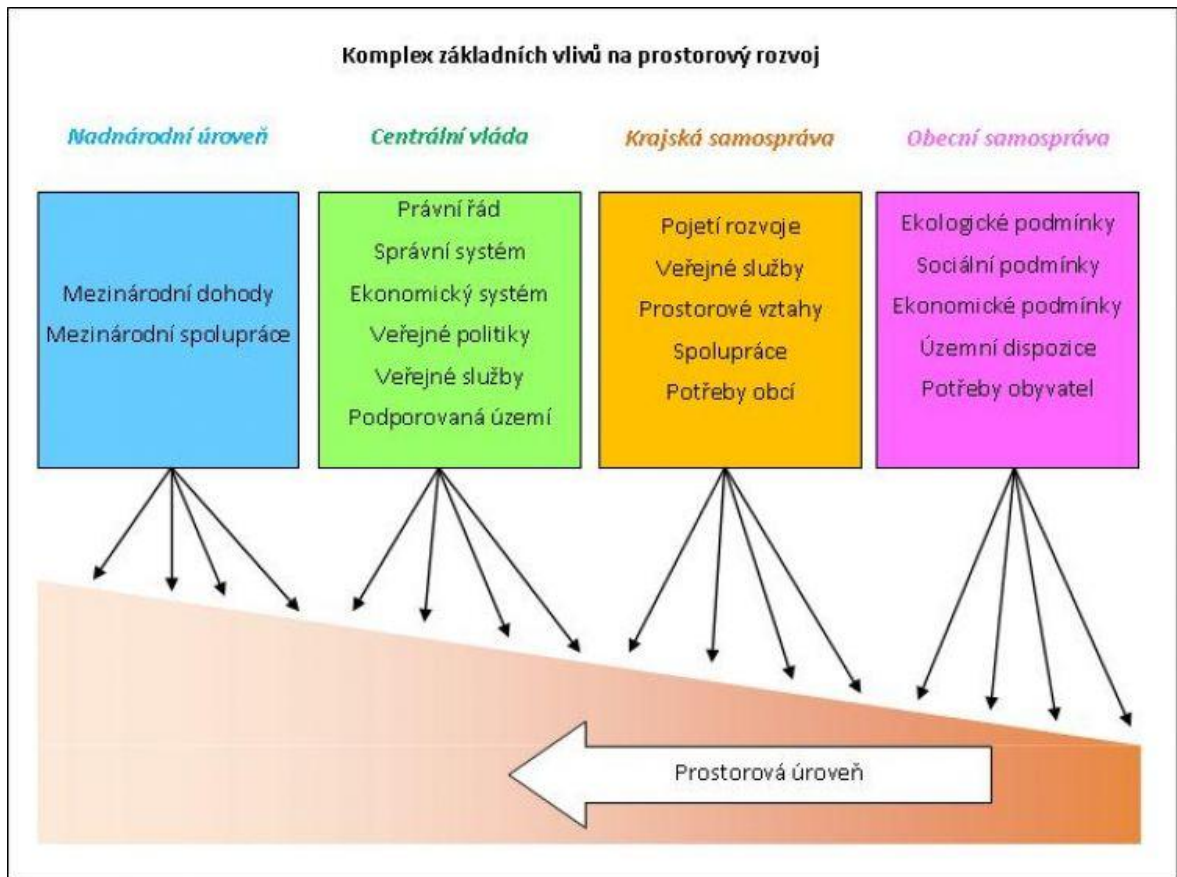 Komplex základních vlivů na prostorový rozvoj
Nadnárodní úroveň
Centrální vláda
Krajská samospráva
Obecní samospráva
Mezinárodní dohody
Mezinárodní spolupráce
Právní řád
Správní systém
Ekonomický systém
Veřejné politiky
Veřejné služby
Podporovaná území
Pojetí rozvoje
Veřejné služby
Prostorové vztahy
Spolupráce
Potřeby obcí
Ekologické podmínky
Sociální podmínky
Ekonomické podmínky
Územní dispozice
Potřeby obyvatel
Prostorová úroveň